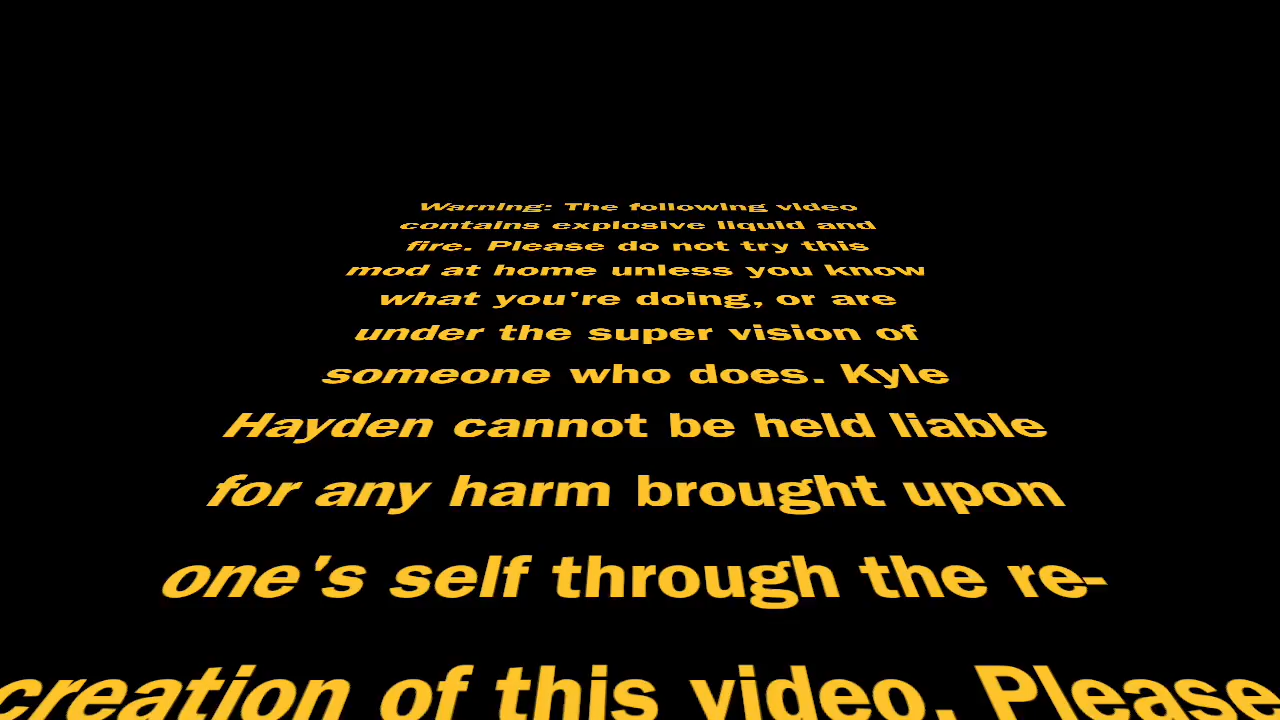 Warning: The following video
contains explosive liquid and
fire. Please do not try this
mod at home unless you know
what you're doing, or are
under the super vision of
someone who does. Kyle
Hayden cannot be held liable
for any harm brought upon
one's self through the re-
creation of this video. Please